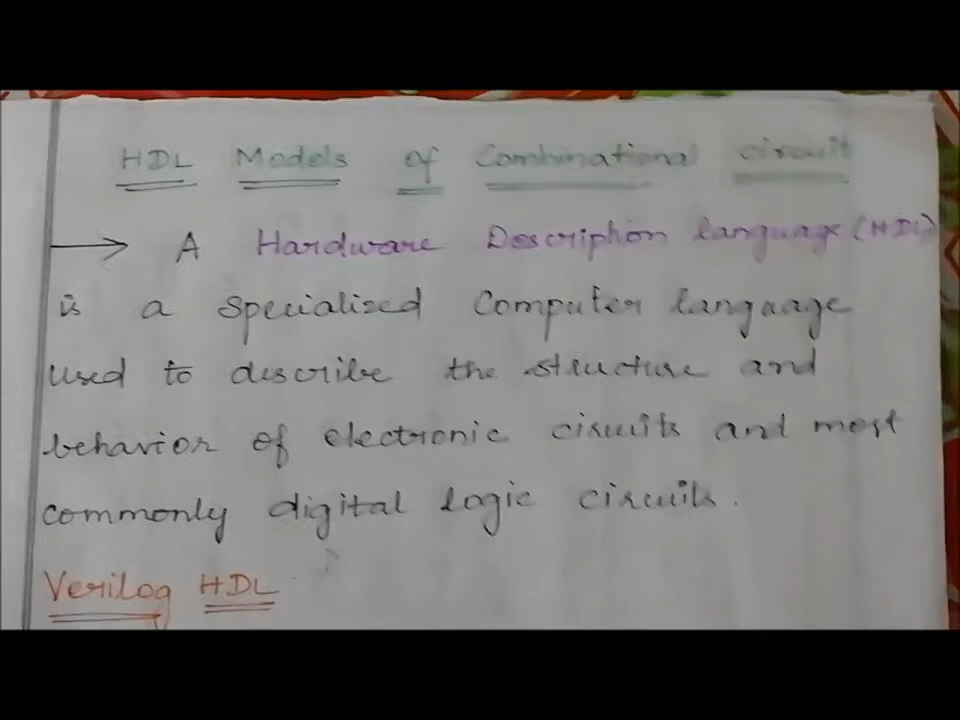 HDL Models of Combinational circuit
→ A Hardware Description language (HDL)
is a specialized computer language
used to describe the structure and
behavior of electronic circuits and most
commonly digital logic circuits.
Verilog HDL